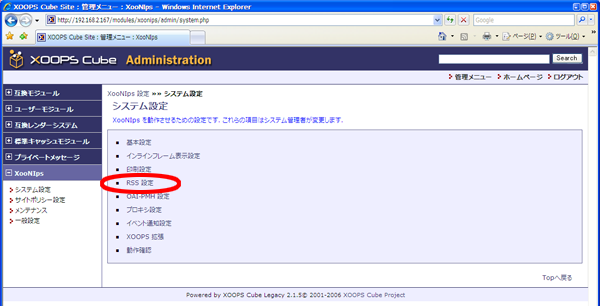 XOOPS Cube Site : 管理メニュー : XooNIps - Windows Internet Explorer
http://192.168.2.167/modules/xoonips/admin/system.php
Google
XOOPS Cube Site : 管理メニュー : XooNIps
ページ(P)
ツール(O)
XOOPS Cube Administration
Search
管理メニュー ホームページ ログアウト
互換モジュール
ユーザーモジュール
互換レンダーシステム
標準キャッシュモジュール
プライベートメッセージ
XooNIps
システム設定
サイトポリシー設定
メンテナンス
一般設定
XooNIps 設定 »» システム設定
システム設定
XooNIps を動作させるための設定です. これらの項目はシステム管理者が変更します.
基本設定
インラインフレーム表示設定
印刷設定
RSS 設定
OAI-PMH 設定
プロキシ設定
イベント通知設定
XOOPS 拡張
動作確認
Topへ戻る
Powered by XOOPS Cube Legacy 2.1.5© 2001-2006 XOOPS Cube Project